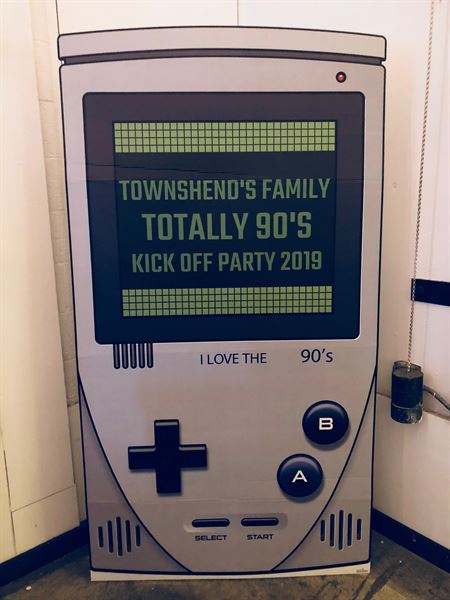 TOWNSHEND'S FAMILY
TOTALLY 90'S
KICK OFF PARTY 2019
I LOVE THE 90's
B
A
SELECT START